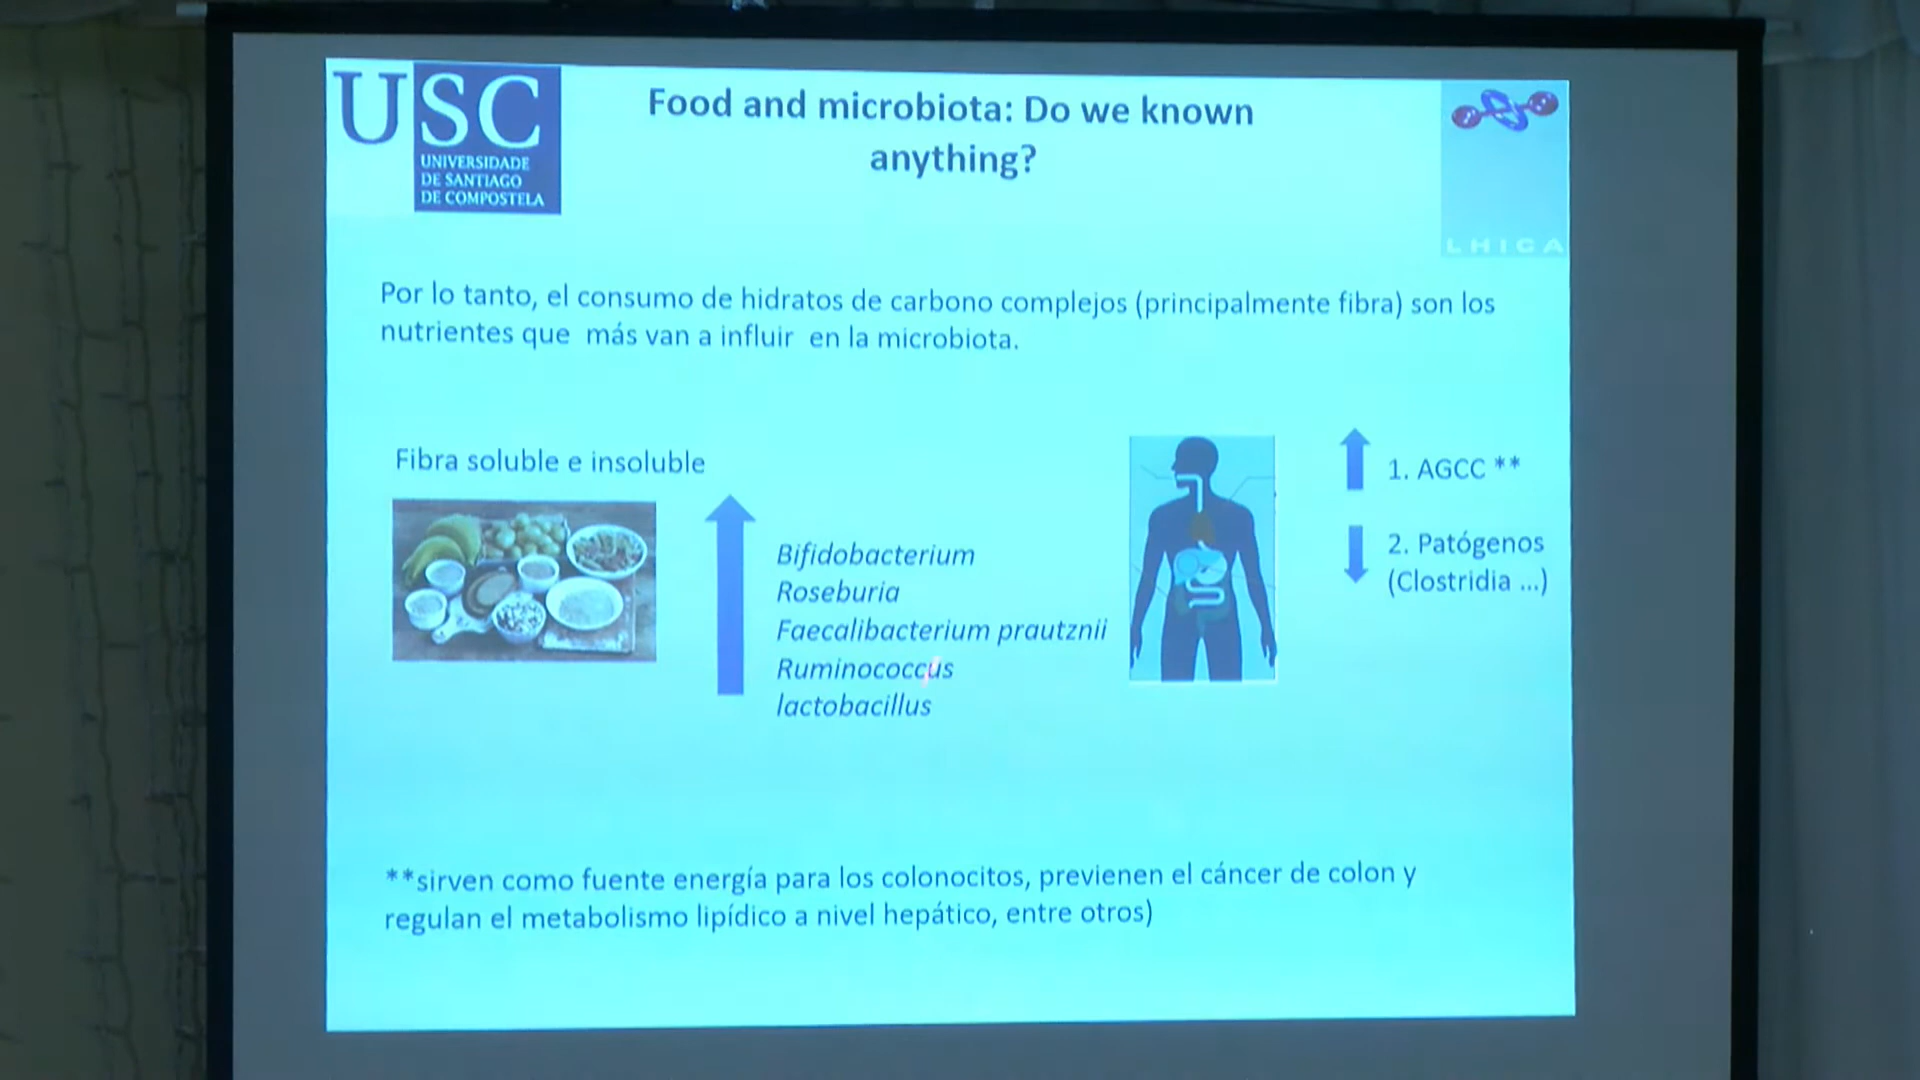 USC
UNIVERSIDADE
DE SANTIAGO
DE COMPOSTELA
Food and microbiota: Do we known
anything?
LHICA
Por lo tanto, el consumo de hidratos de carbono complejos (principalmente fibra) son los
nutrientes que más van a influir en la microbiota.
Fibra soluble e insoluble
Bifidobacterium
Roseburia
Faecalibacterium prautznii
Ruminococcus
lactobacillus
1. AGCC **
2. Patógenos
(Clostridia ...)
**sirven como fuente energía para los colonocitos, previenen el cáncer de colon y
regulan el metabolismo lipídico a nivel hepático, entre otros)